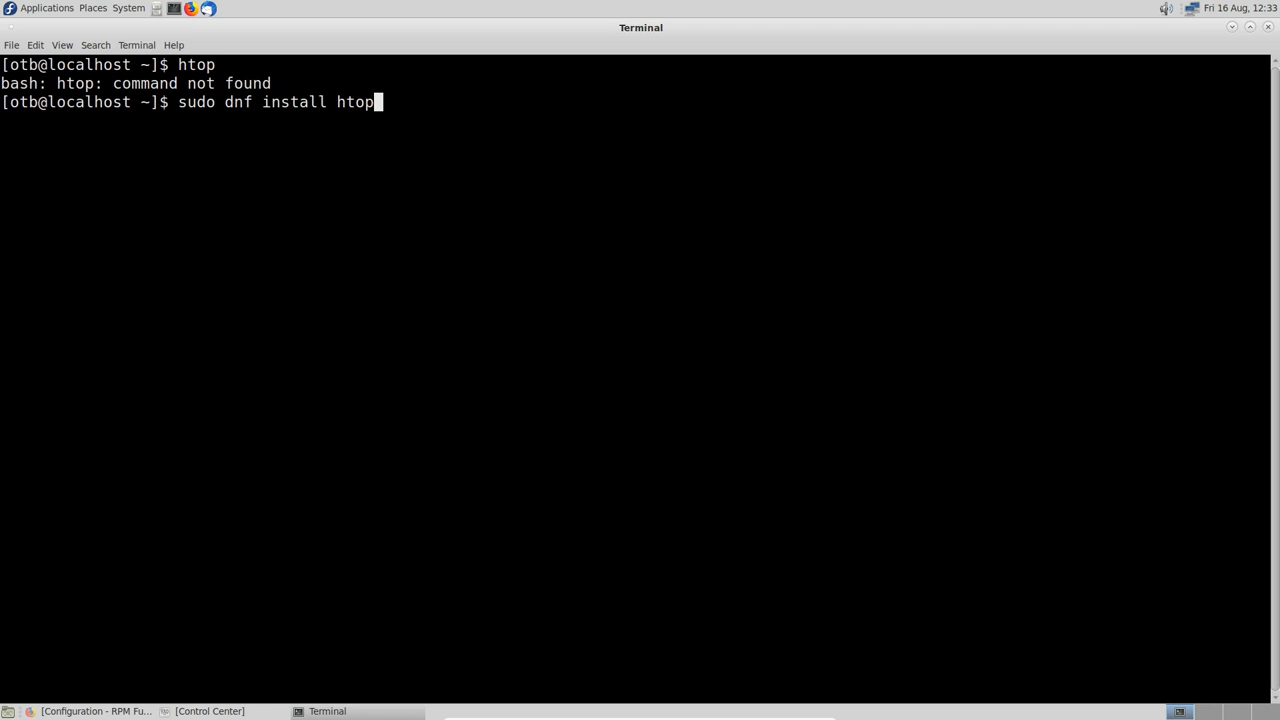 Applications Places System Fri 16 Aug, 12:33
Terminal
File Edit View Search Terminal Help
[otb@localhost ~]$ htop
bash: htop: command not found
[otb@localhost ~]$ sudo dnf install htop
[Configuration - RPM Fu... [Control Center] Terminal